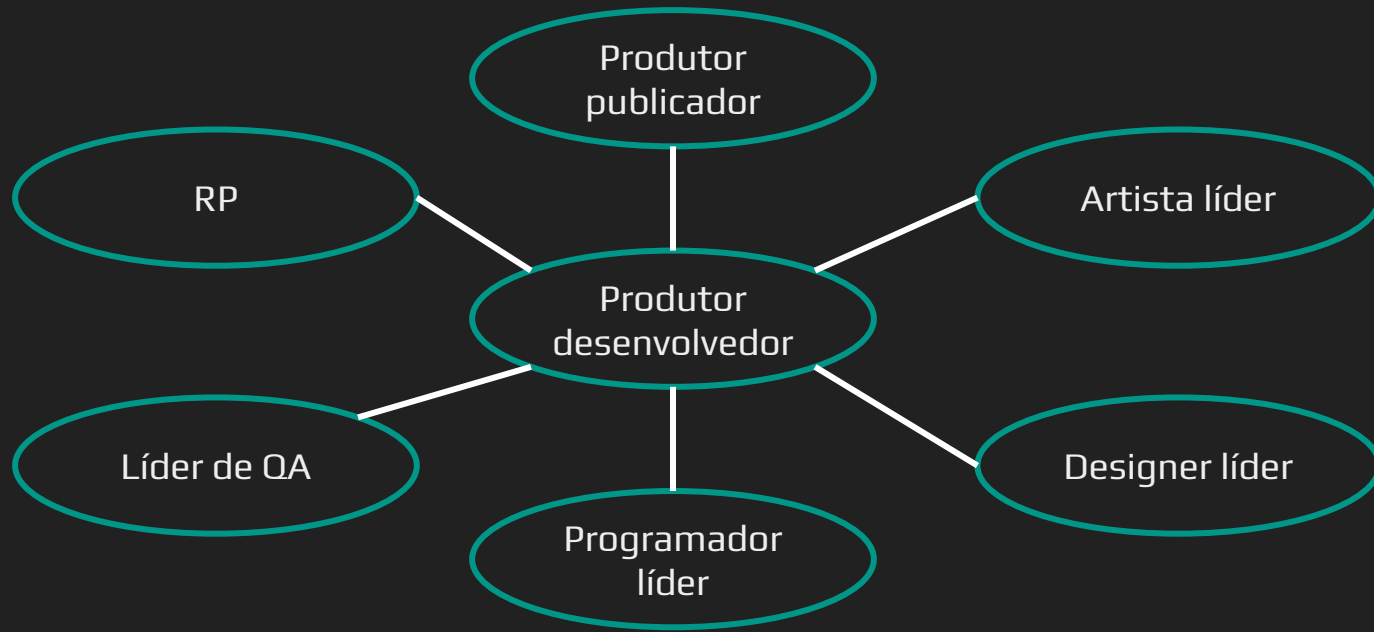 Produtor
publicador
RP
Artista líder
Produtor
desenvolvedor
Líder de QA
Designer líder
Programador
líder